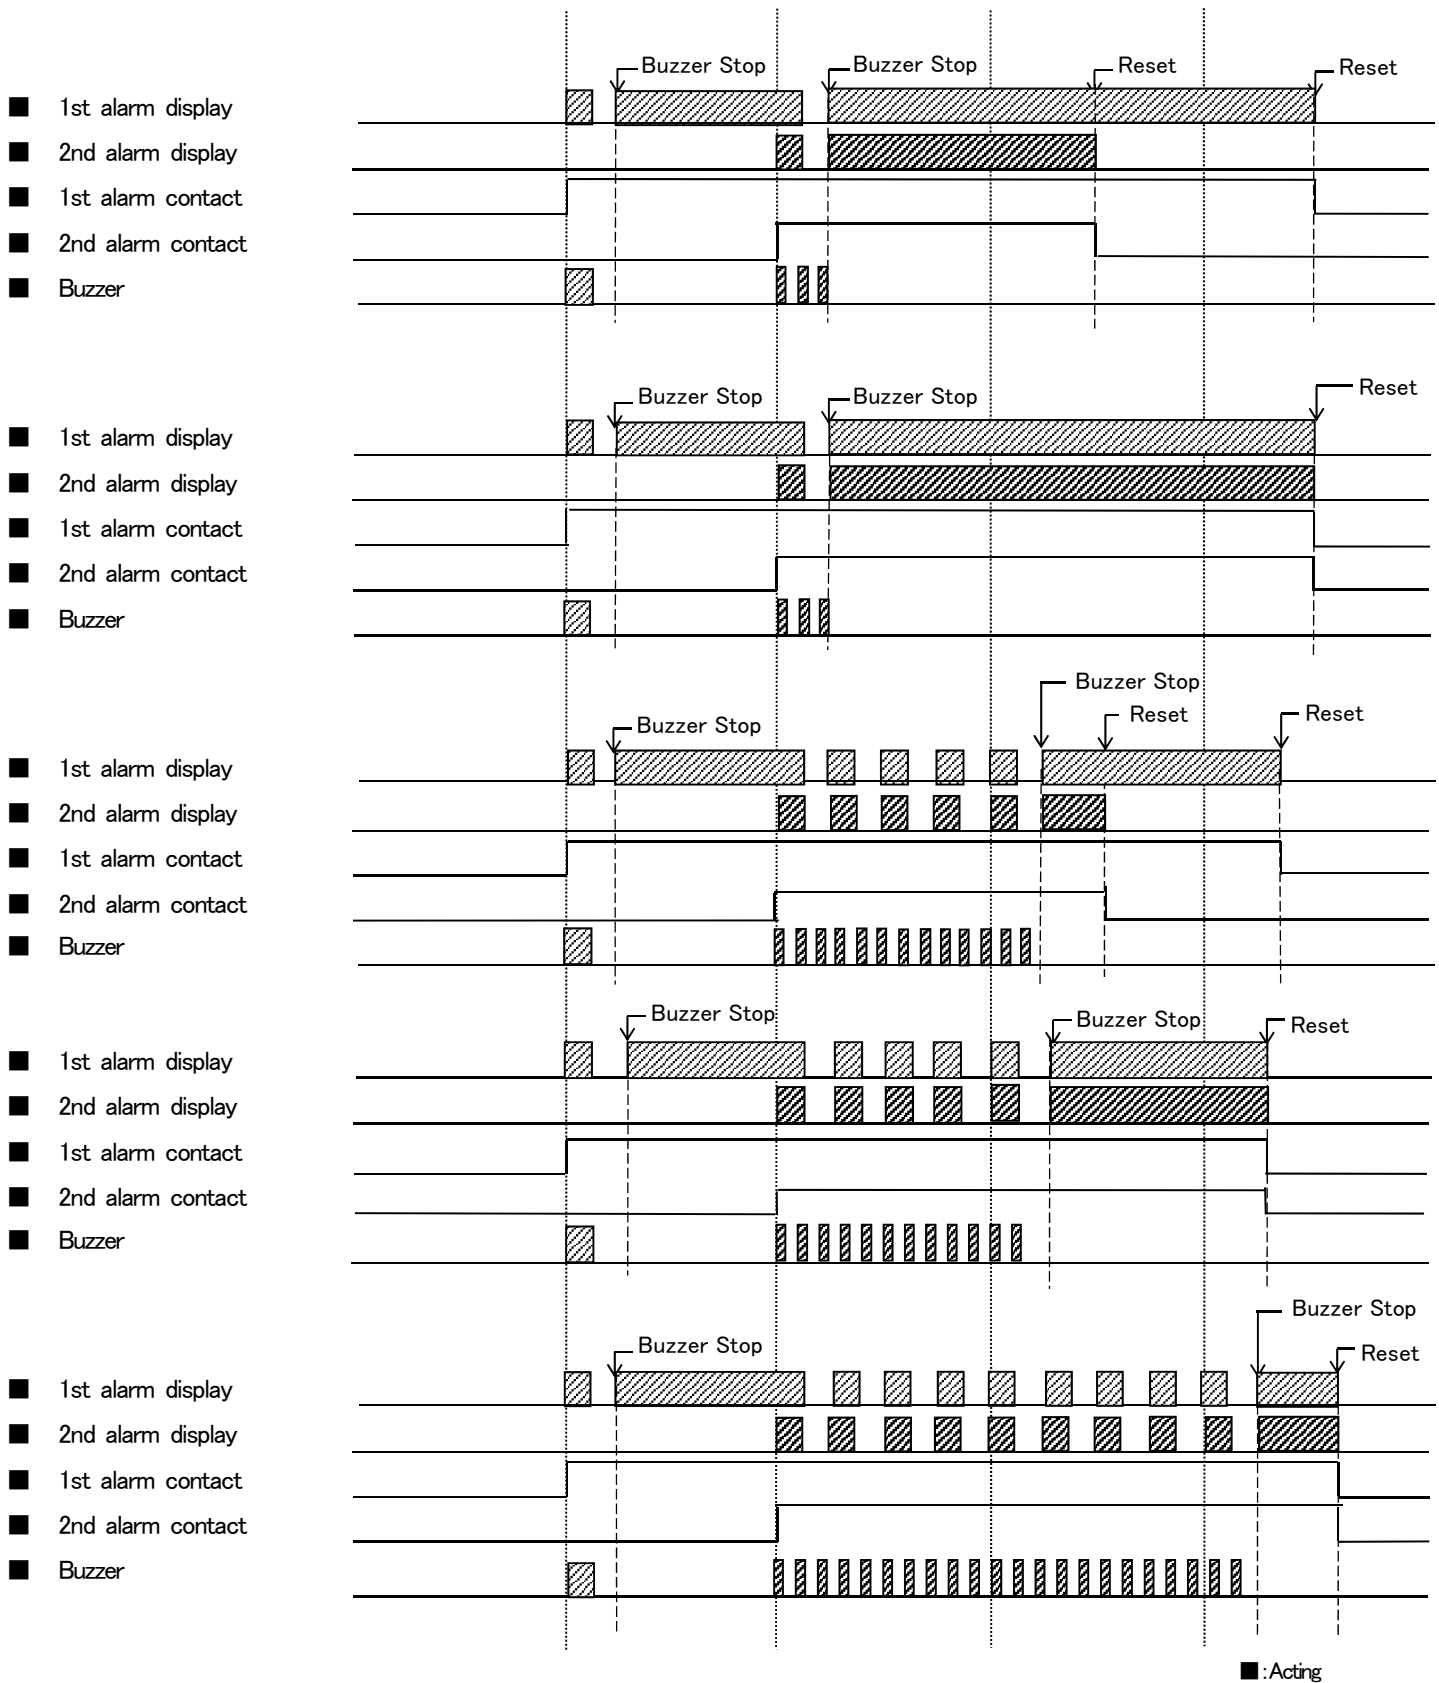 Buzzer Stop
Buzzer Stop
Reset
Reset
■ 1st alarm display
■ 2nd alarm display
■ 1st alarm contact
■ 2nd alarm contact
■ Buzzer
Buzzer Stop
Buzzer Stop
Reset
■ 1st alarm display
■ 2nd alarm display
■ 1st alarm contact
■ 2nd alarm contact
■ Buzzer
Buzzer Stop
Buzzer Stop
Reset
Reset
■ 1st alarm display
■ 2nd alarm display
■ 1st alarm contact
■ 2nd alarm contact
■ Buzzer
Buzzer Stop
Buzzer Stop
Reset
■ 1st alarm display
■ 2nd alarm display
■ 1st alarm contact
■ 2nd alarm contact
■ Buzzer
Buzzer Stop
Buzzer Stop
Reset
■ 1st alarm display
■ 2nd alarm display
■ 1st alarm contact
■ 2nd alarm contact
■ Buzzer
■:Acting